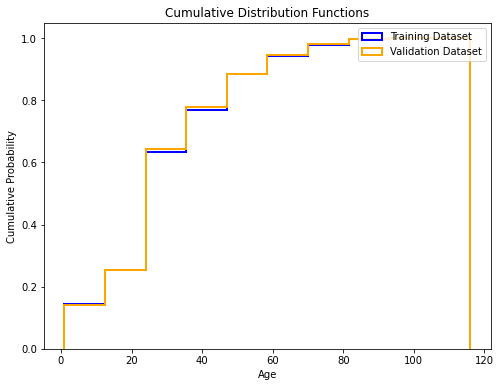 Cumulative Distribution Functions
1.0
0.8
0.6
0.4
0.2
0.0
Cumulative Probability
Training Dataset
Validation Dataset
0 20 40 60 80 100 120
Age